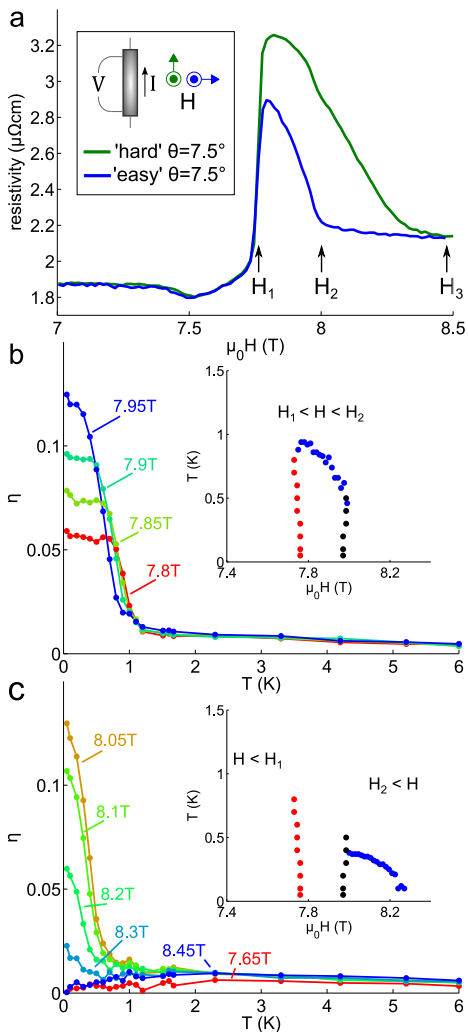 a
resistivity (μΩcm)
3.2
2.8
2.4
2.2
1.8
V
I
H
'hard' θ=7.5°
'easy' θ=7.5°
H₁
H₂
H₃
7
7.5
8
8.5
μ₀H (T)
b
η
0.1
0.05
0
7.95T
7.9T
7.85T
7.8T
H₁ < H < H₂
T (K)
1.5
1
0.5
0
7.4
7.8
8.2
μ₀H (T)
0
1
2
3
4
5
6
T (K)
c
η
0.1
0.05
0
8.05T
8.1T
8.2T
8.3T
8.45T
7.65T
H < H₁
H₂ < H
T (K)
1.5
1
0.5
0
7.4
7.8
8.2
μ₀H (T)
0
1
2
3
4
5
6
T (K)